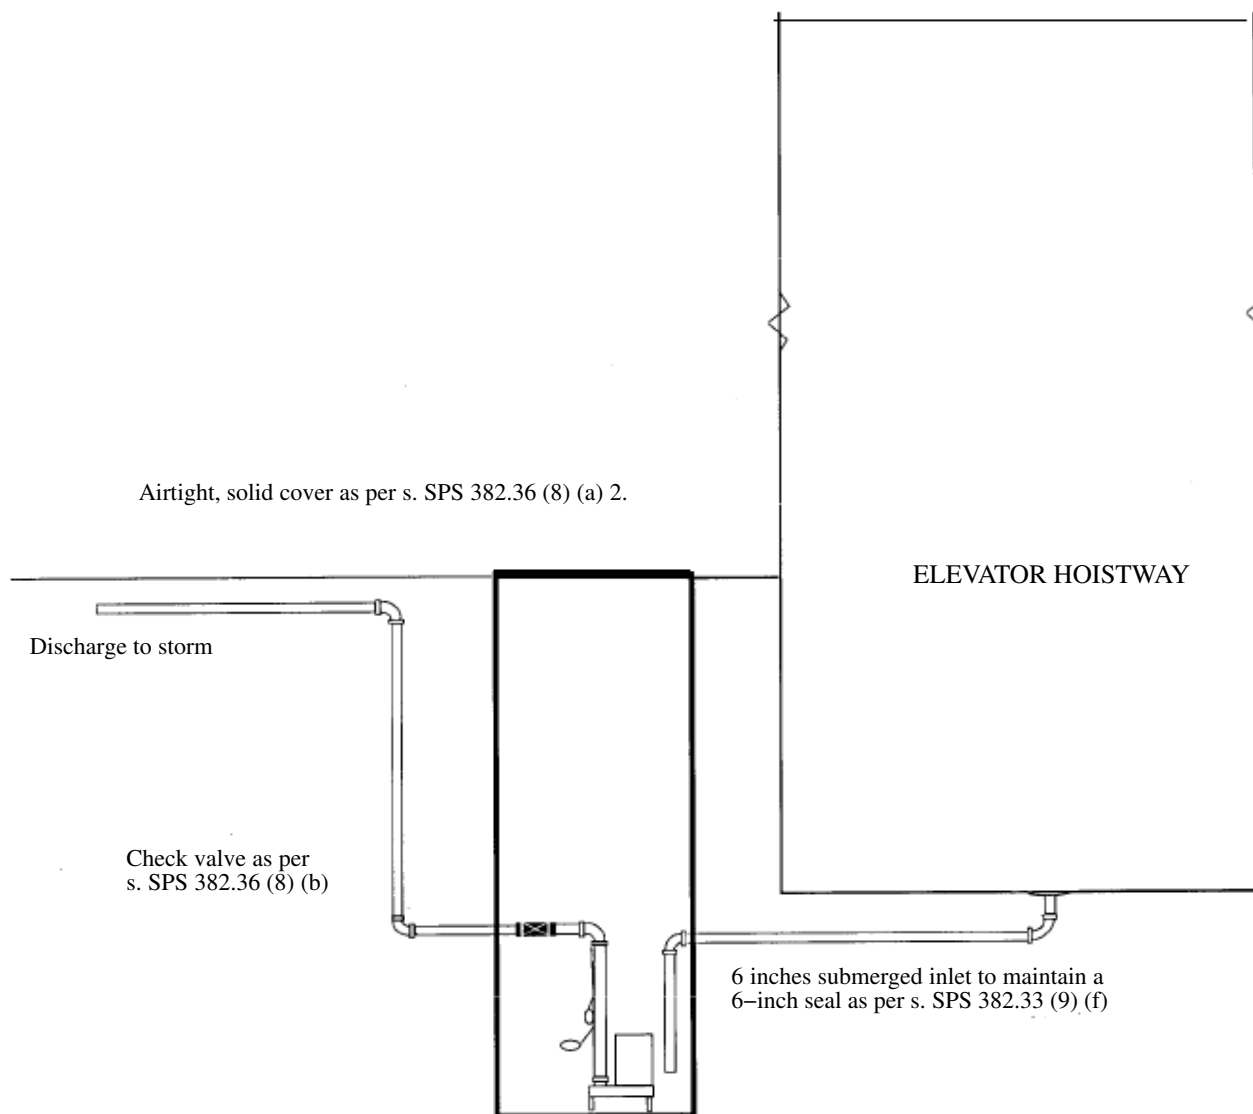 Airtight, solid cover as per s. SPS 382.36 (8) (a) 2.
ELEVATOR HOISTWAY
Discharge to storm
Check valve as per
s. SPS 382.36 (8) (b)
6 inches submerged inlet to maintain a
6−inch seal as per s. SPS 382.33 (9) (f)